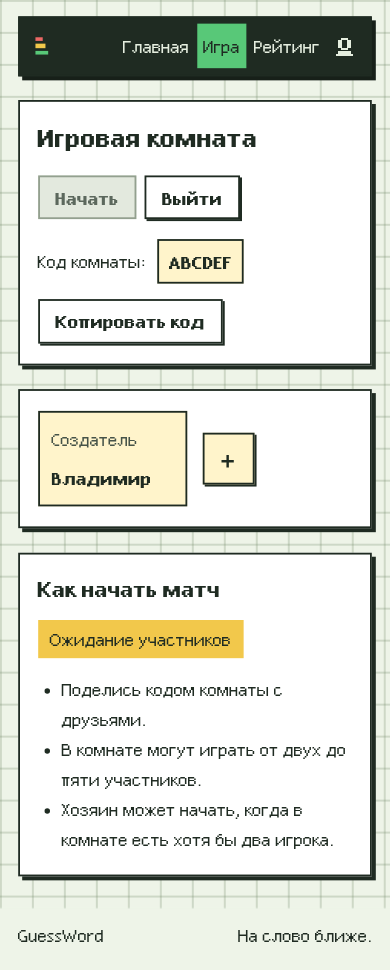 Главная Игра Рейтинг
Игровая комната
Начать Выйти
Код комнаты: ABCDEF
Копировать код
Создатель
Владимир
+
Как начать матч
Ожидание участников
• Поделись кодом комнаты с
друзьями.
• В комнате могут играть от двух до
пяти участников.
• Хозяин может начать, когда в
комнате есть хотя бы два игрока.
GuessWord На слово ближе.